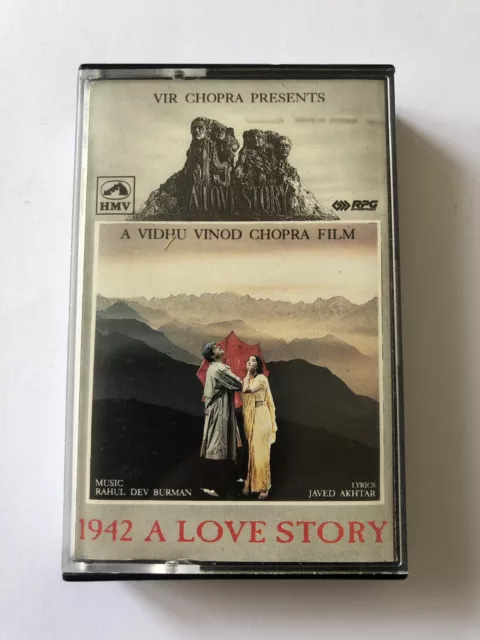 VIR CHOPRA PRESENTS
A LOVE STORY
HMV
RPG
A VIDHU VINOD CHOPRA FILM
MUSIC
RAHUL DEV BURMAN
LYRICS
JAVED AKHTAR
1942 A LOVE STORY